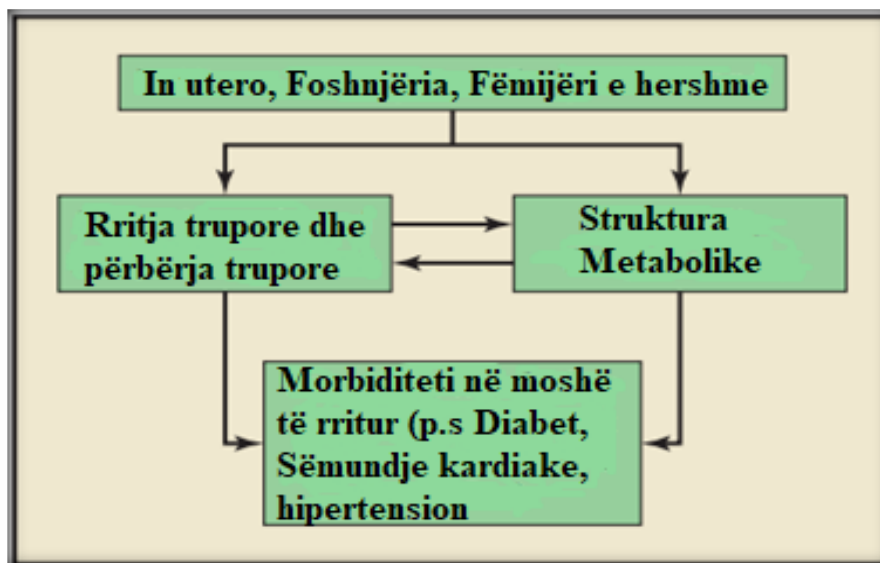 In utero, Foshnjëria, Fëmijëri e hershme
Rritja trupore dhe
përbërja trupore
Struktura
Metabolike
Morbiditeti në moshë
të rritur (p.s Diabet,
Sëmundje kardiake,
hipertension